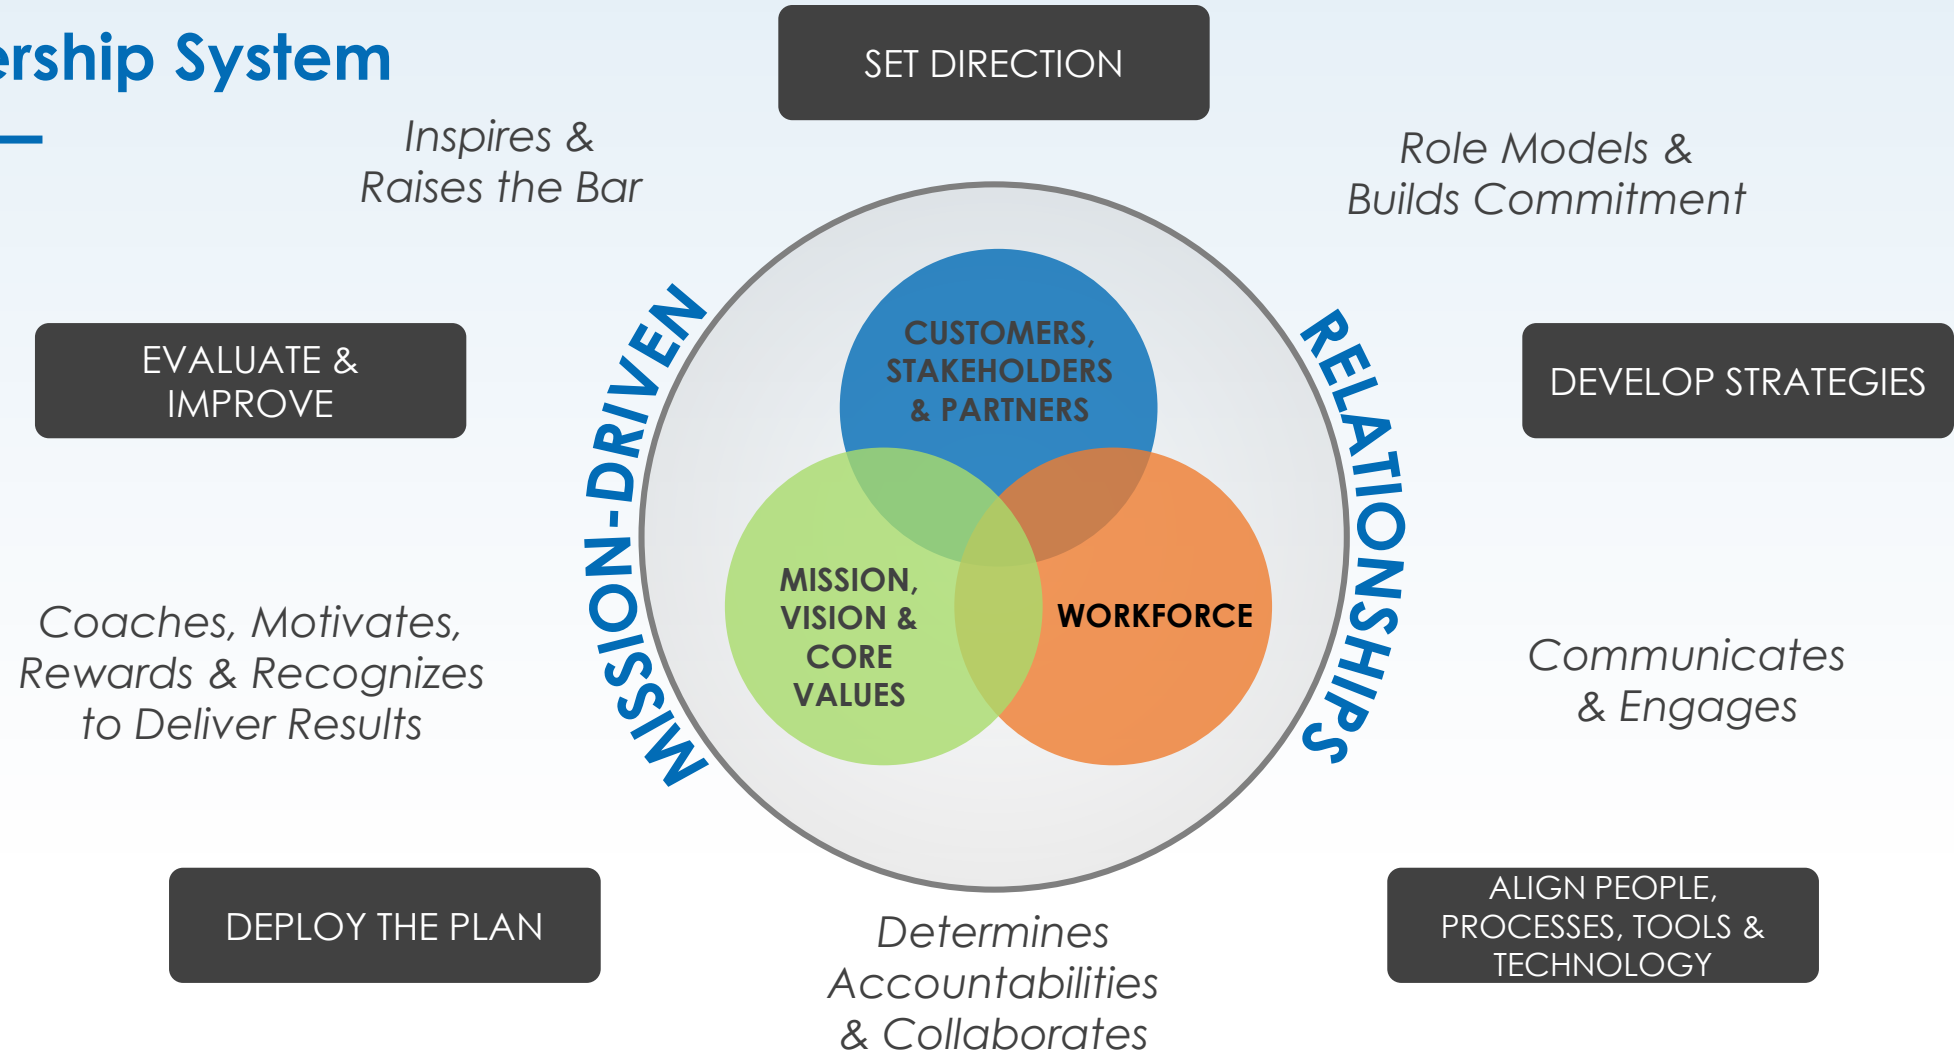 ership System
SET DIRECTION
Inspires &
Raises the Bar
Role Models &
Builds Commitment
MISSION-DRIVEN
RELATIONSHIPS
CUSTOMERS,
STAKEHOLDERS
& PARTNERS
EVALUATE &
IMPROVE
DEVELOP STRATEGIES
MISSION,
VISION &
CORE
VALUES
WORKFORCE
Coaches, Motivates,
Rewards & Recognizes
to Deliver Results
Communicates
& Engages
DEPLOY THE PLAN
Determines
Accountabilities
& Collaborates
ALIGN PEOPLE,
PROCESSES, TOOLS &
TECHNOLOGY